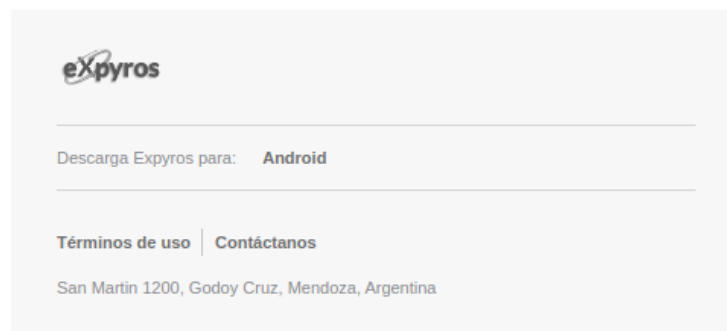 eXpyros
Descarga Expyros para: Android
Términos de uso Contáctanos
San Martin 1200, Godoy Cruz, Mendoza, Argentina